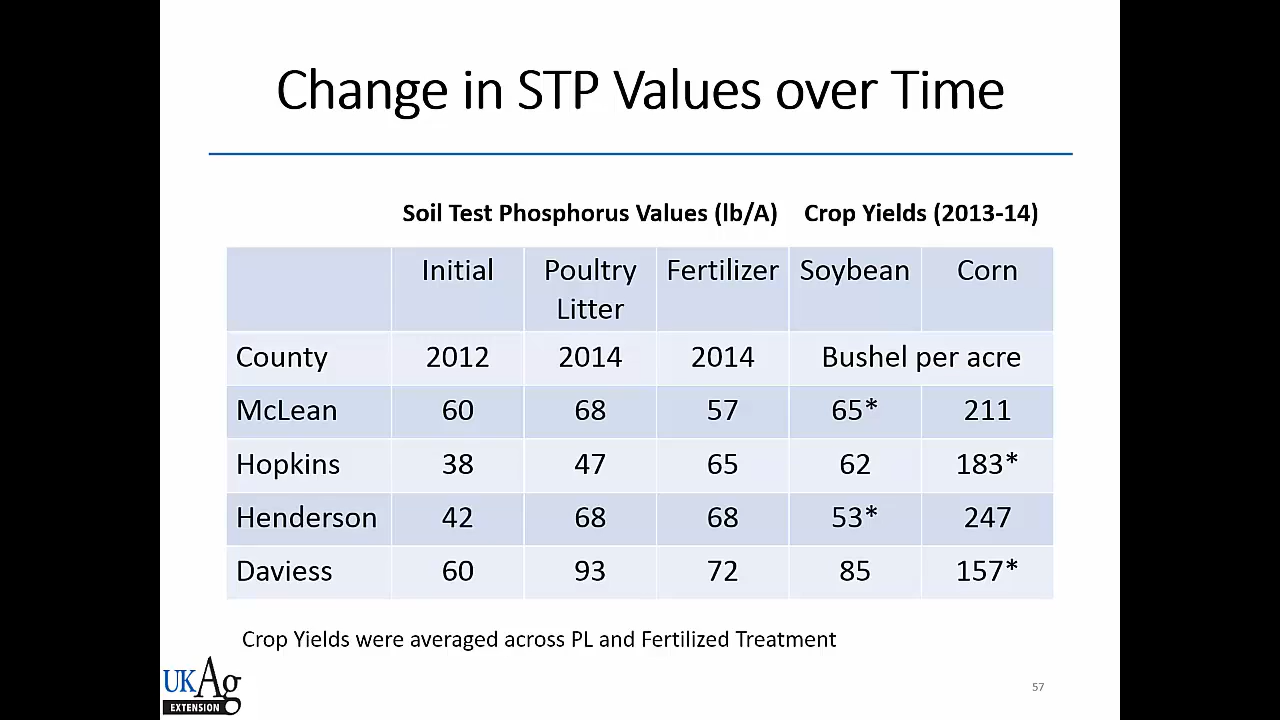 Change in STP Values over Time
Soil Test Phosphorus Values (lb/A) Crop Yields (2013-14)
Initial Poultry Litter Fertilizer Soybean Corn
County 2012 2014 2014 Bushel per acre
McLean 60 68 57 65* 211
Hopkins 38 47 65 62 183*
Henderson 42 68 68 53* 247
Daviess 60 93 72 85 157*
Crop Yields were averaged across PL and Fertilized Treatment
UKAg
EXTENSION
57